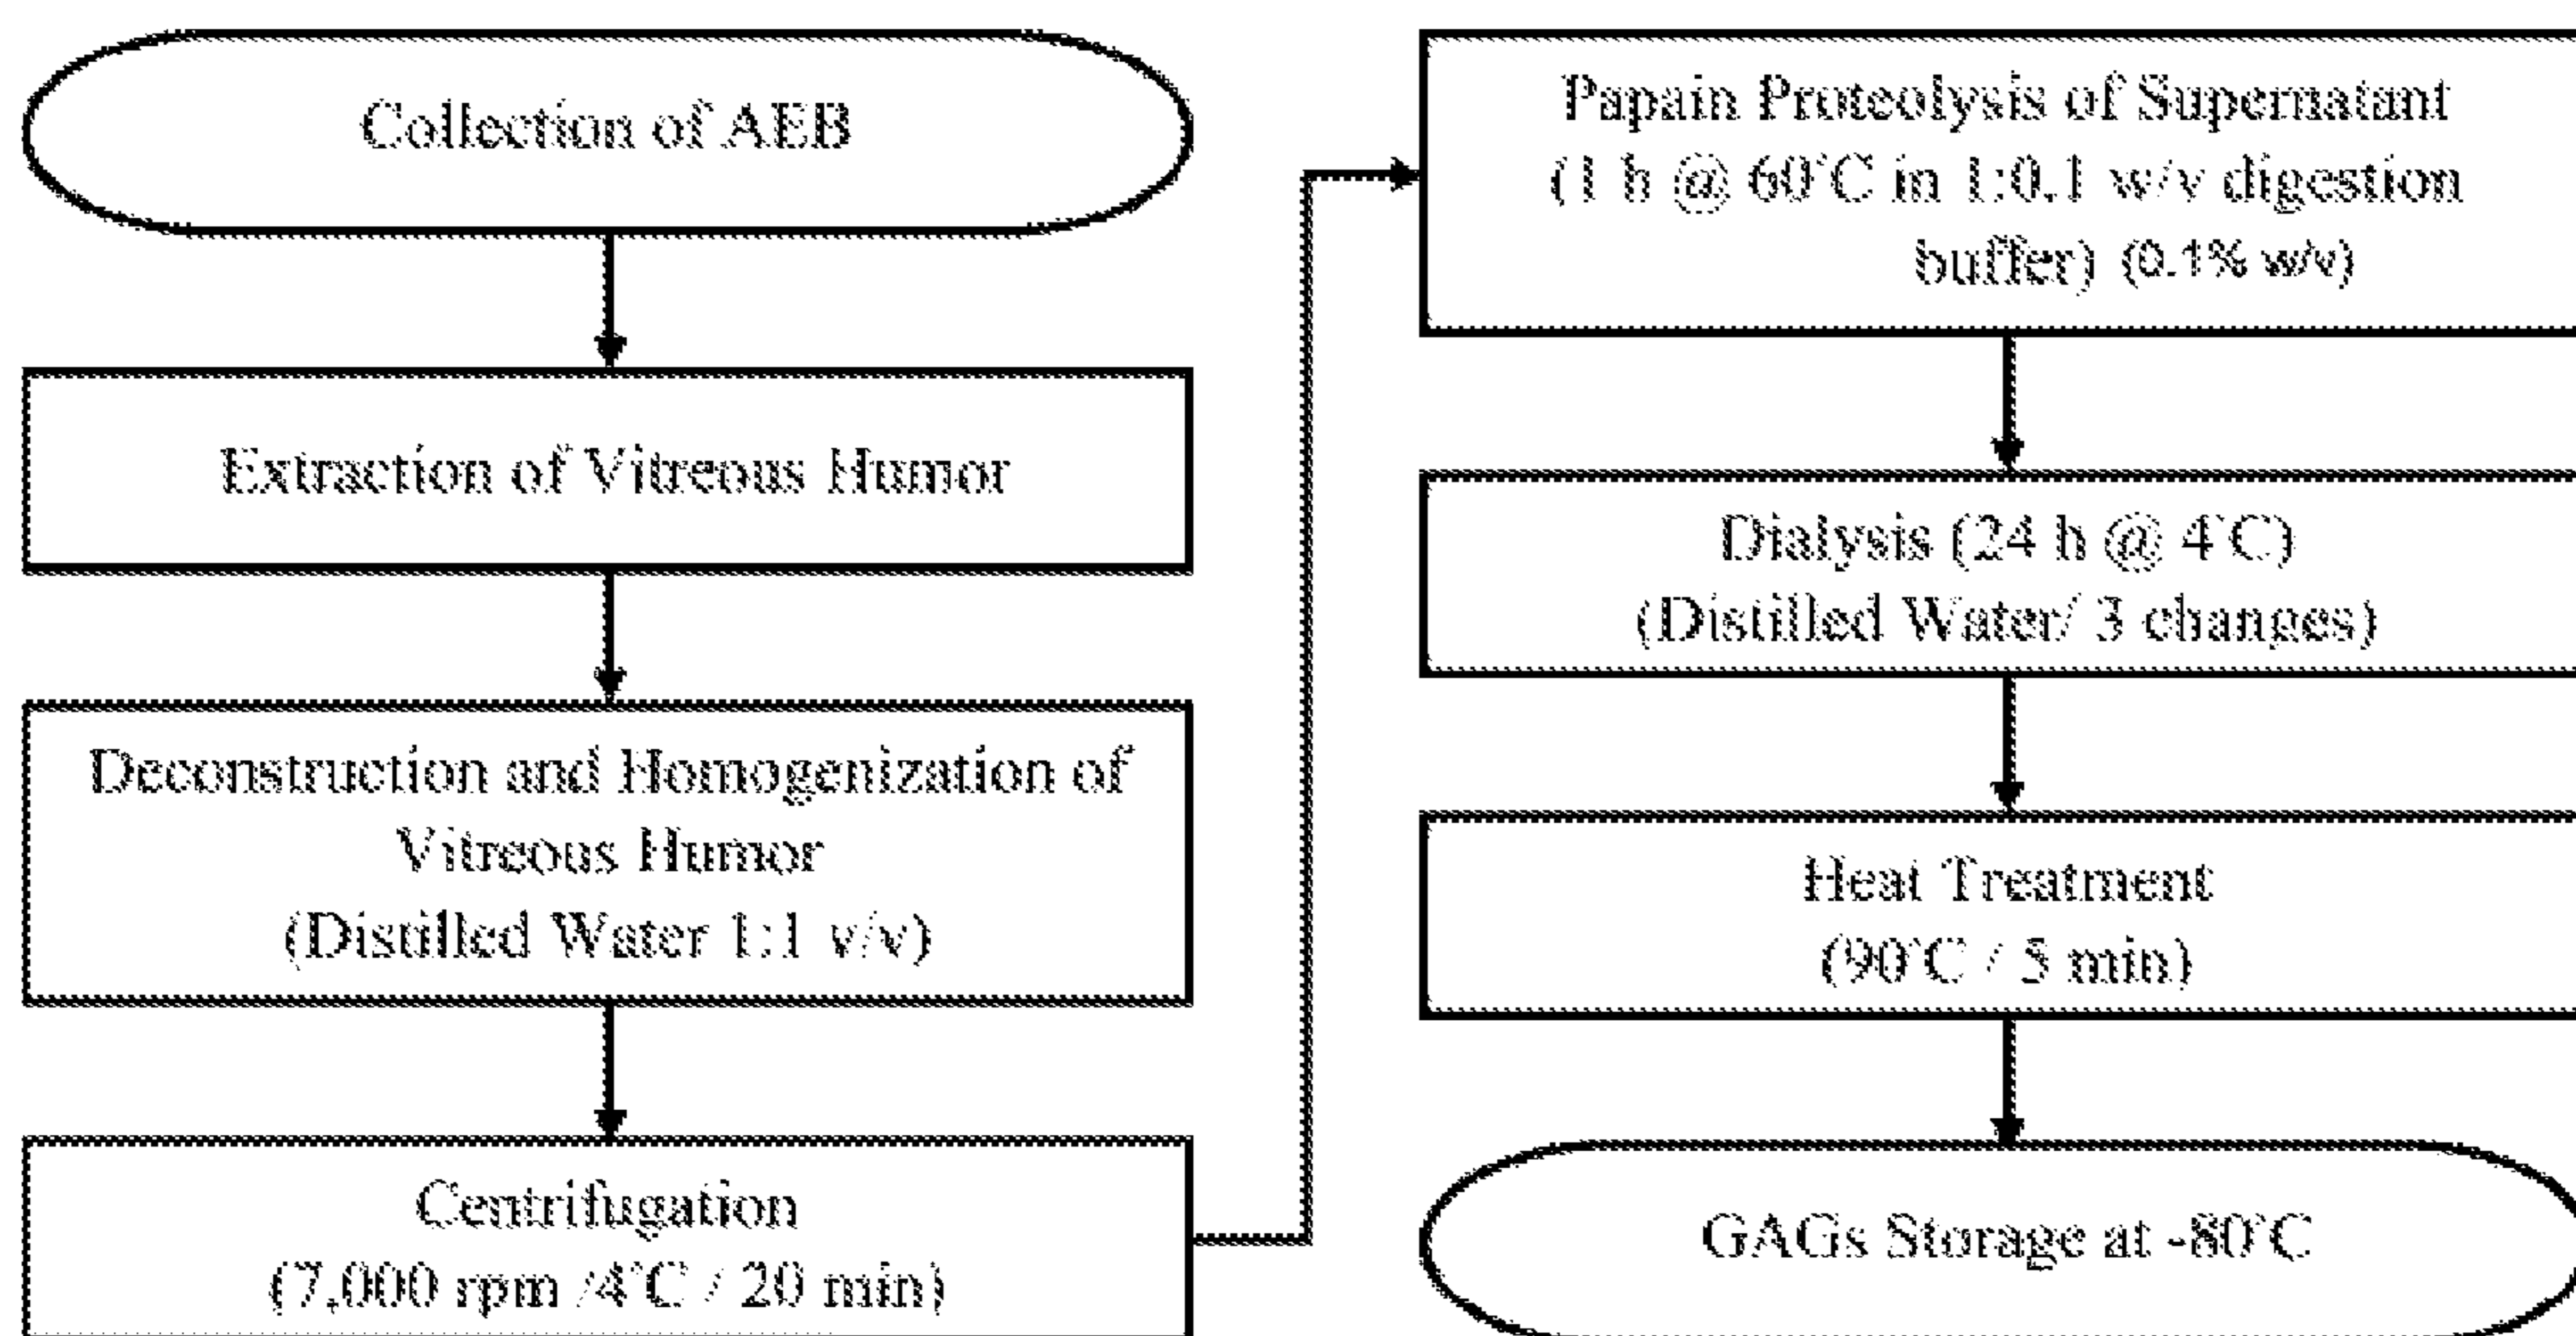 Collection of AEB
Extraction of Vitreous Humor
Deconstruction and Homogenization of
Vitreous Humor
(Distilled Water 1:1 v/v)
Centrifugation
(7,000 rpm /4°C / 20 min)
Papain Proteolysis of Supernatant
(1 h @ 60°C in 1:0.1 w/v digestion
buffer) (0.1% w/v)
Dialysis (24 h @ 4°C)
(Distilled Water/ 3 changes)
Heat Treatment
(90°C / 5 min)
GAGs Storage at -80°C